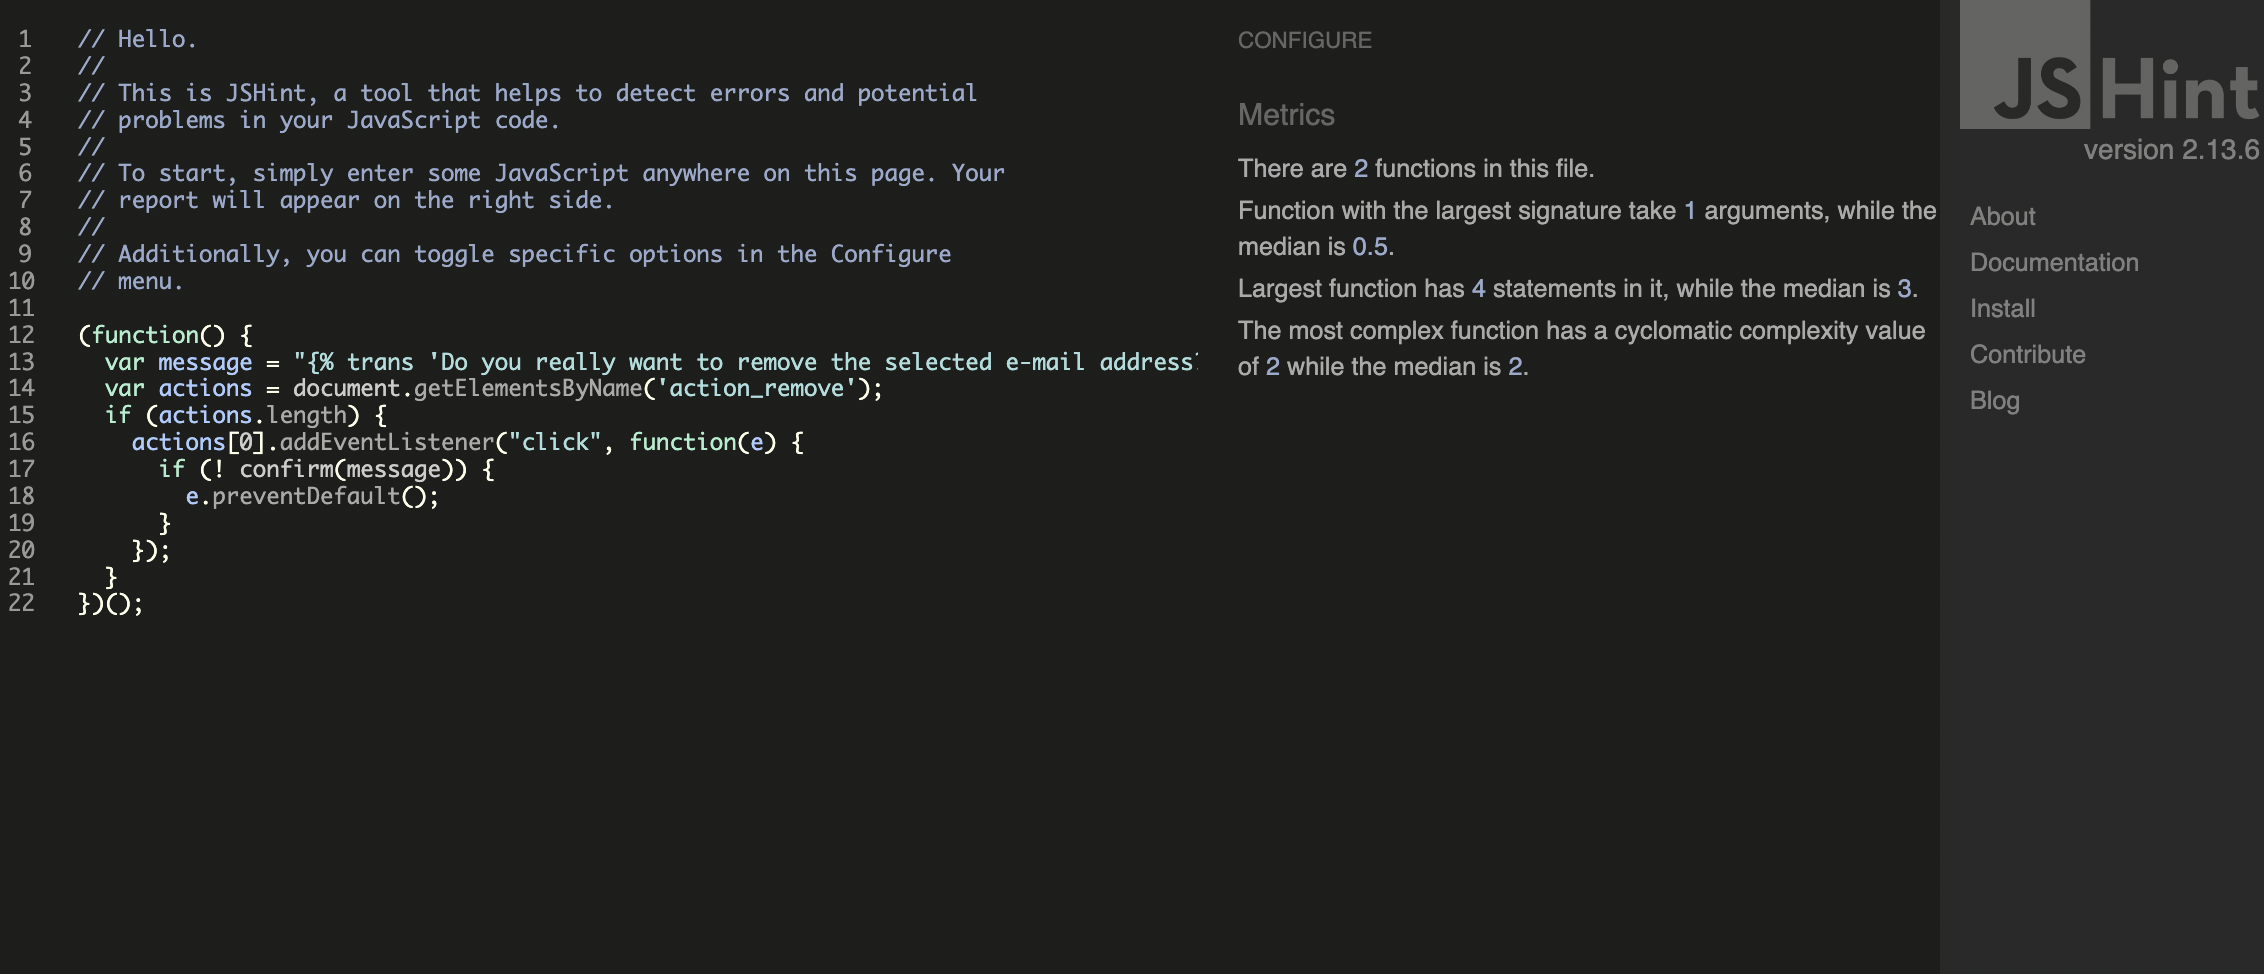 1 // Hello.
2 //
3 // This is JSHint, a tool that helps to detect errors and potential
4 // problems in your JavaScript code.
5 //
6 // To start, simply enter some JavaScript anywhere on this page. Your
7 // report will appear on the right side.
8 //
9 // Additionally, you can toggle specific options in the Configure
10 // menu.
11
12 (function() {
13   var message = "{% trans 'Do you really want to remove the selected e-mail address?
14   var actions = document.getElementsByName('action_remove');
15   if (actions.length) {
16     actions[0].addEventListener("click", function(e) {
17       if (! confirm(message)) {
18         e.preventDefault();
19       }
20     });
21   }
22 })();
CONFIGURE
Metrics
There are 2 functions in this file.
Function with the largest signature take 1 arguments, while the
median is 0.5.
Largest function has 4 statements in it, while the median is 3.
The most complex function has a cyclomatic complexity value
of 2 while the median is 2.
JSHint
version 2.13.6
About
Documentation
Install
Contribute
Blog